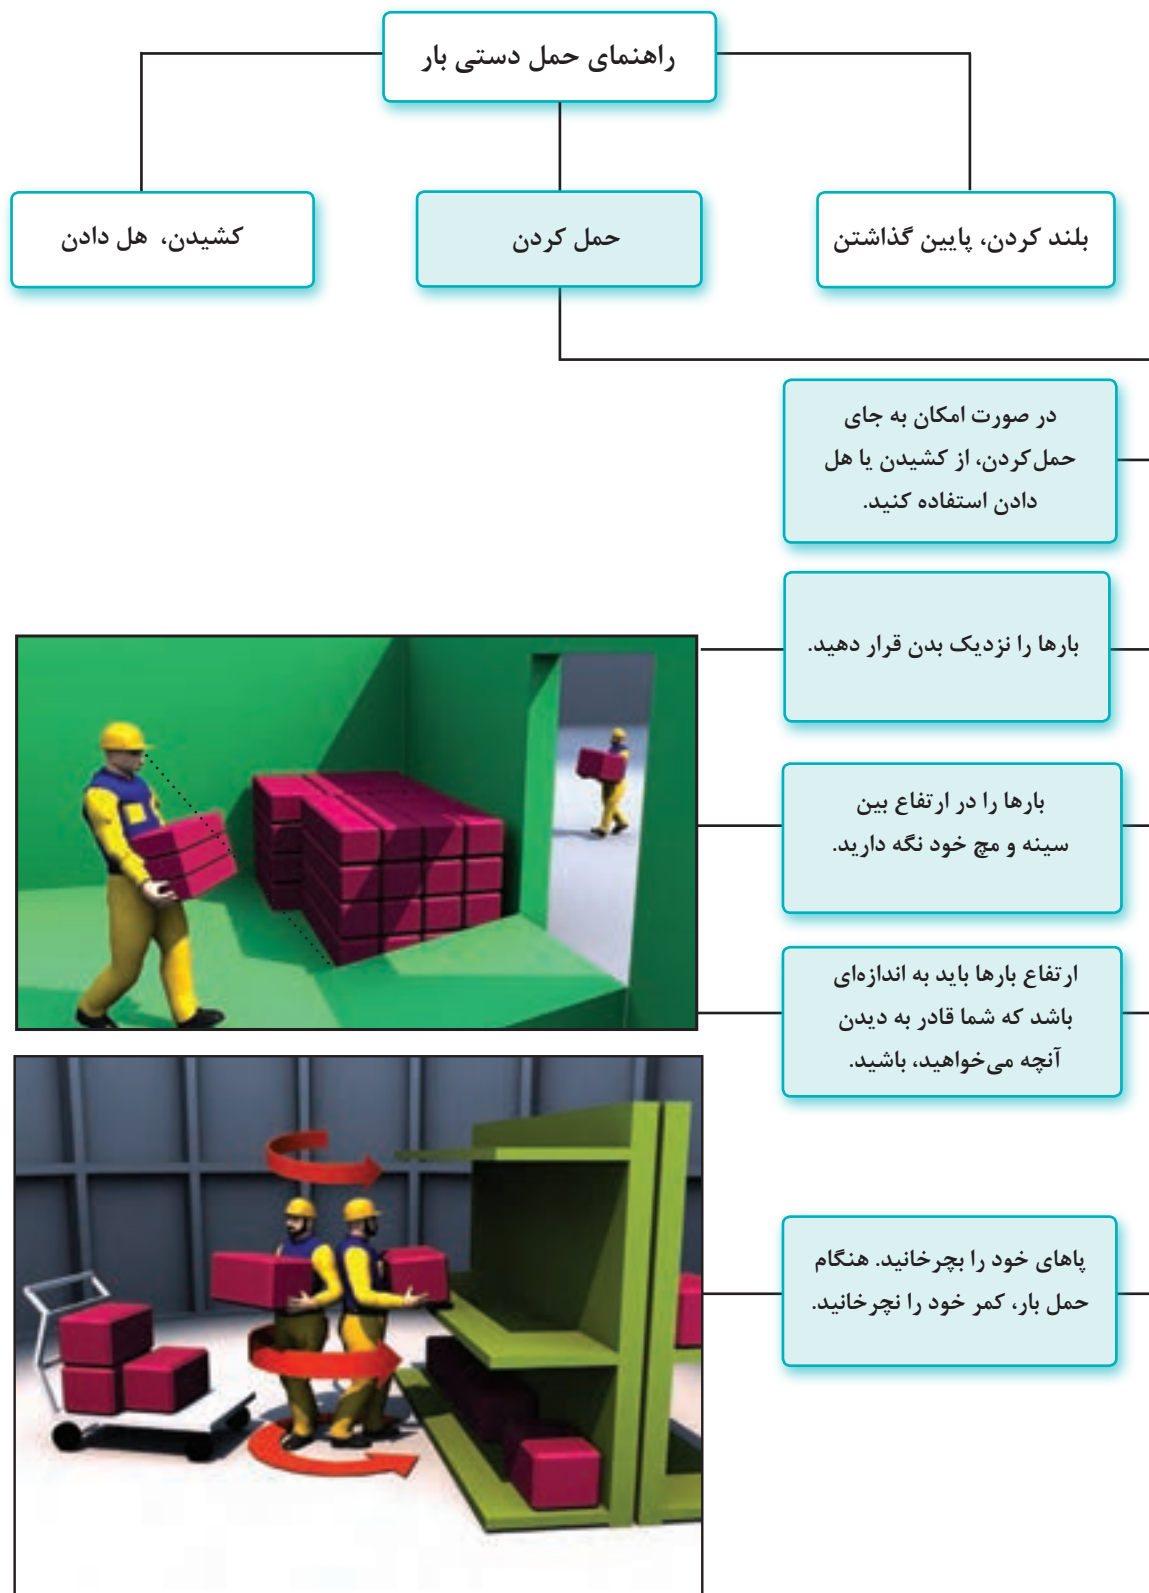 راهنمای حمل دستی بار
بلند کردن، پایین گذاشتن
حمل کردن
کشیدن، هل دادن
در صورت امکان به جای
حمل‌کردن، از کشیدن یا هل
دادن استفاده کنید.
بارها را نزدیک بدن قرار دهید.
بارها را در ارتفاع بین
سینه و مچ خود نگه دارید.
ارتفاع بارها باید به اندازه‌ای
باشد که شما قادر به دیدن
آنچه می‌خواهید، باشید.
پاهای خود را بچرخانید. هنگام
حمل بار، کمر خود را نچرخانید.